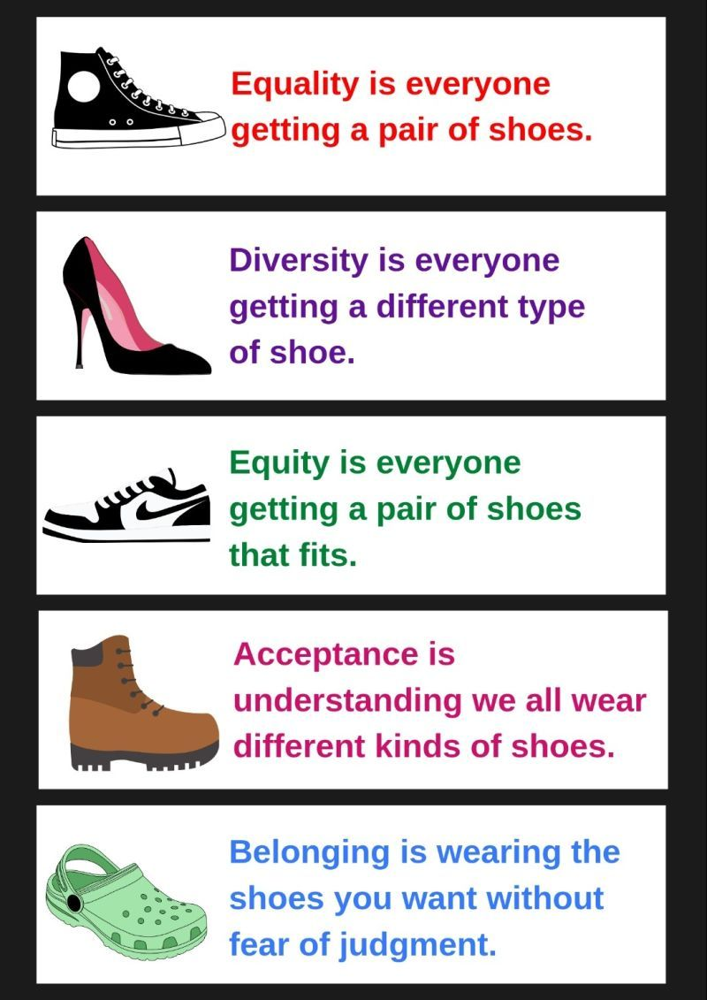 Equality is everyone
getting a pair of shoes.
Diversity is everyone
getting a different type
of shoe.
Equity is everyone
getting a pair of shoes
that fits.
Acceptance is
understanding we all wear
different kinds of shoes.
Belonging is wearing the
shoes you want without
fear of judgment.